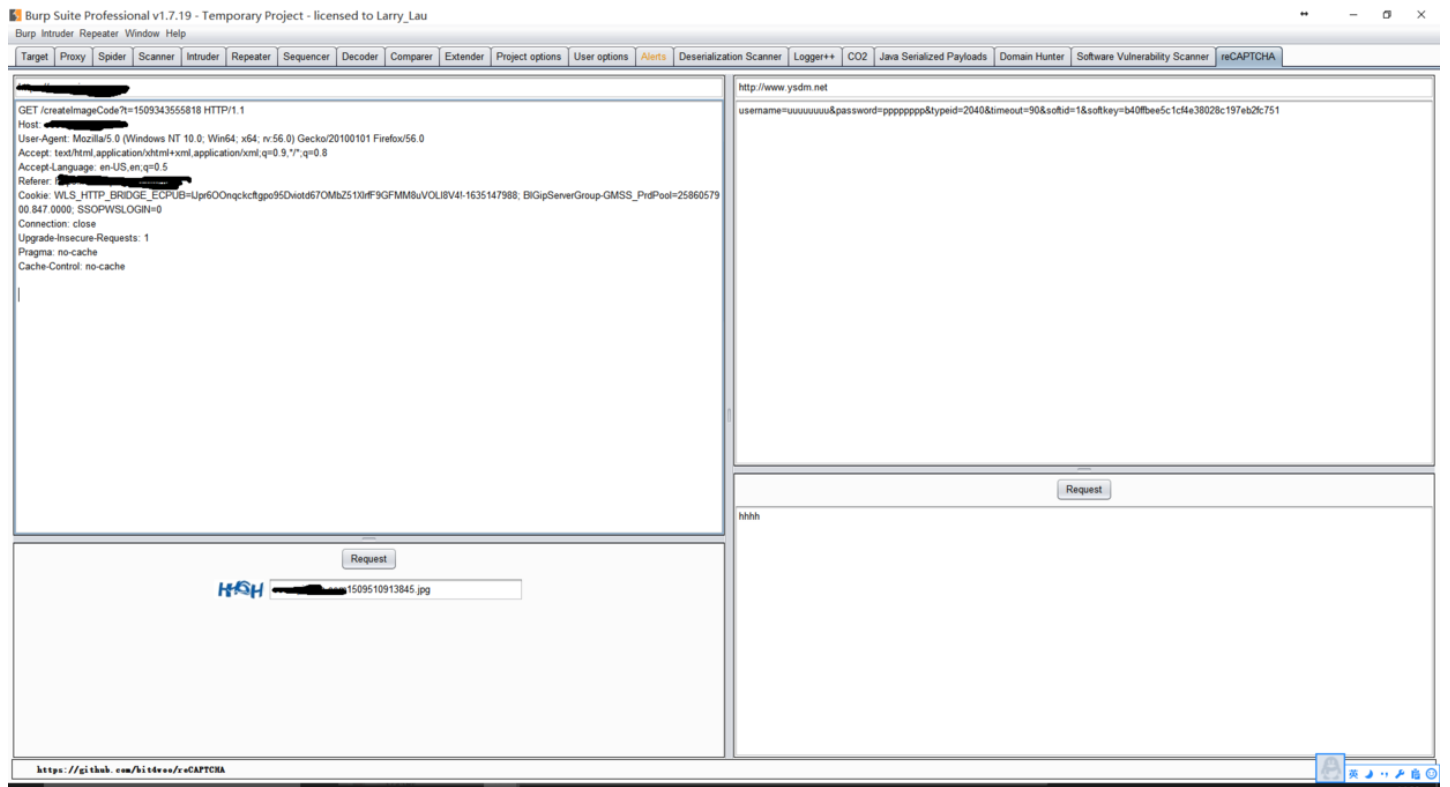 Burp Suite Professional v1.7.19 - Temporary Project - licensed to Larry_Lau
Burp Intruder Repeater Window Help
Target Proxy Spider Scanner Intruder Repeater Sequencer Decoder Comparer Extender Project options User options Alerts Deserialization Scanner Logger++ CO2 Java Serialized Payloads Domain Hunter Software Vulnerability Scanner reCAPTCHA
GET /createImageCode?t=1509343555818 HTTP/1.1
Host:
User-Agent: Mozilla/5.0 (Windows NT 10.0; Win64; x64; rv:56.0) Gecko/20100101 Firefox/56.0
Accept: text/html,application/xhtml+xml,application/xml;q=0.9,*/*;q=0.8
Accept-Language: en-US,en;q=0.5
Referer:
Cookie: 
00.847.0000; SSOPWSLOGIN=0
Connection: close
Upgrade-Insecure-Requests: 1
Pragma: no-cache
Cache-Control: no-cache
Request
1509510913845.jpg
http://www.ysdm.net
username=uuuuuuuu&password=pppppppp&typeid=2040&timeout=90&softid=1&softkey=b40ffbee5c1cf4e38028c197eb2fc751
Request
hhhh
https://github.com/bit4woo/reCAPTCHA
英